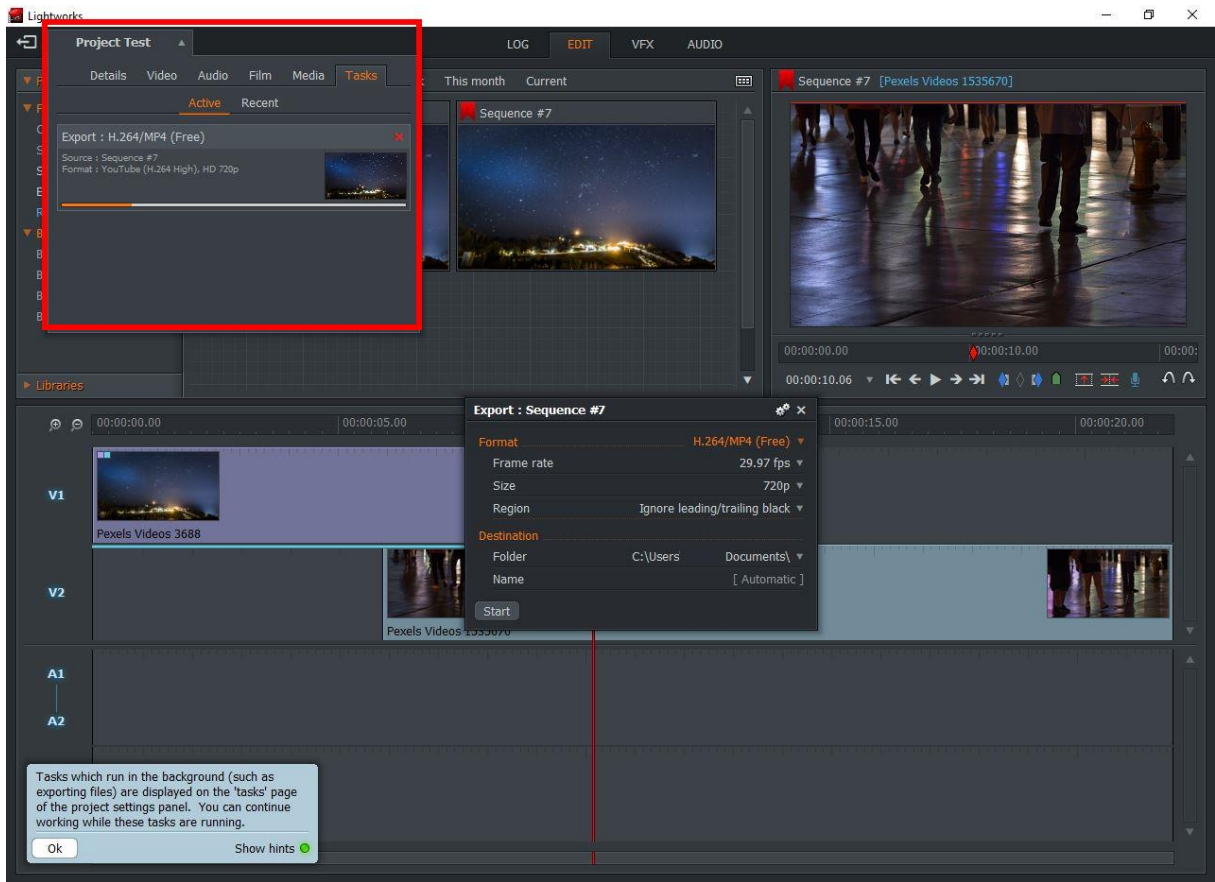 Lightworks
Project Test
LOG EDIT VFX AUDIO
Details Video Audio Film Media Tasks
This month Current
Active Recent
Export : H.264/MP4 (Free)
Source : Sequence #7
Format : YouTube (H.264 High), HD 720p
Sequence #7
Sequence #7 [Pexels Videos 1535670]
Libraries
00:00:00.00 00:00:10.00 00:00:
00:00:10.06
00:00:00.00 00:00:05.00 00:00:15.00 00:00:20.00
Export : Sequence #7
Format H.264/MP4 (Free)
Frame rate 29.97 fps
Size 720p
Region Ignore leading/trailing black
Destination
Folder C:\Users Documents\
Name [ Automatic ]
Start
V1
Pexels Videos 3688
V2
Pexels Videos 1535670
A1
A2
Tasks which run in the background (such as
exporting files) are displayed on the 'tasks' page
of the project settings panel. You can continue
working while these tasks are running.
Ok Show hints